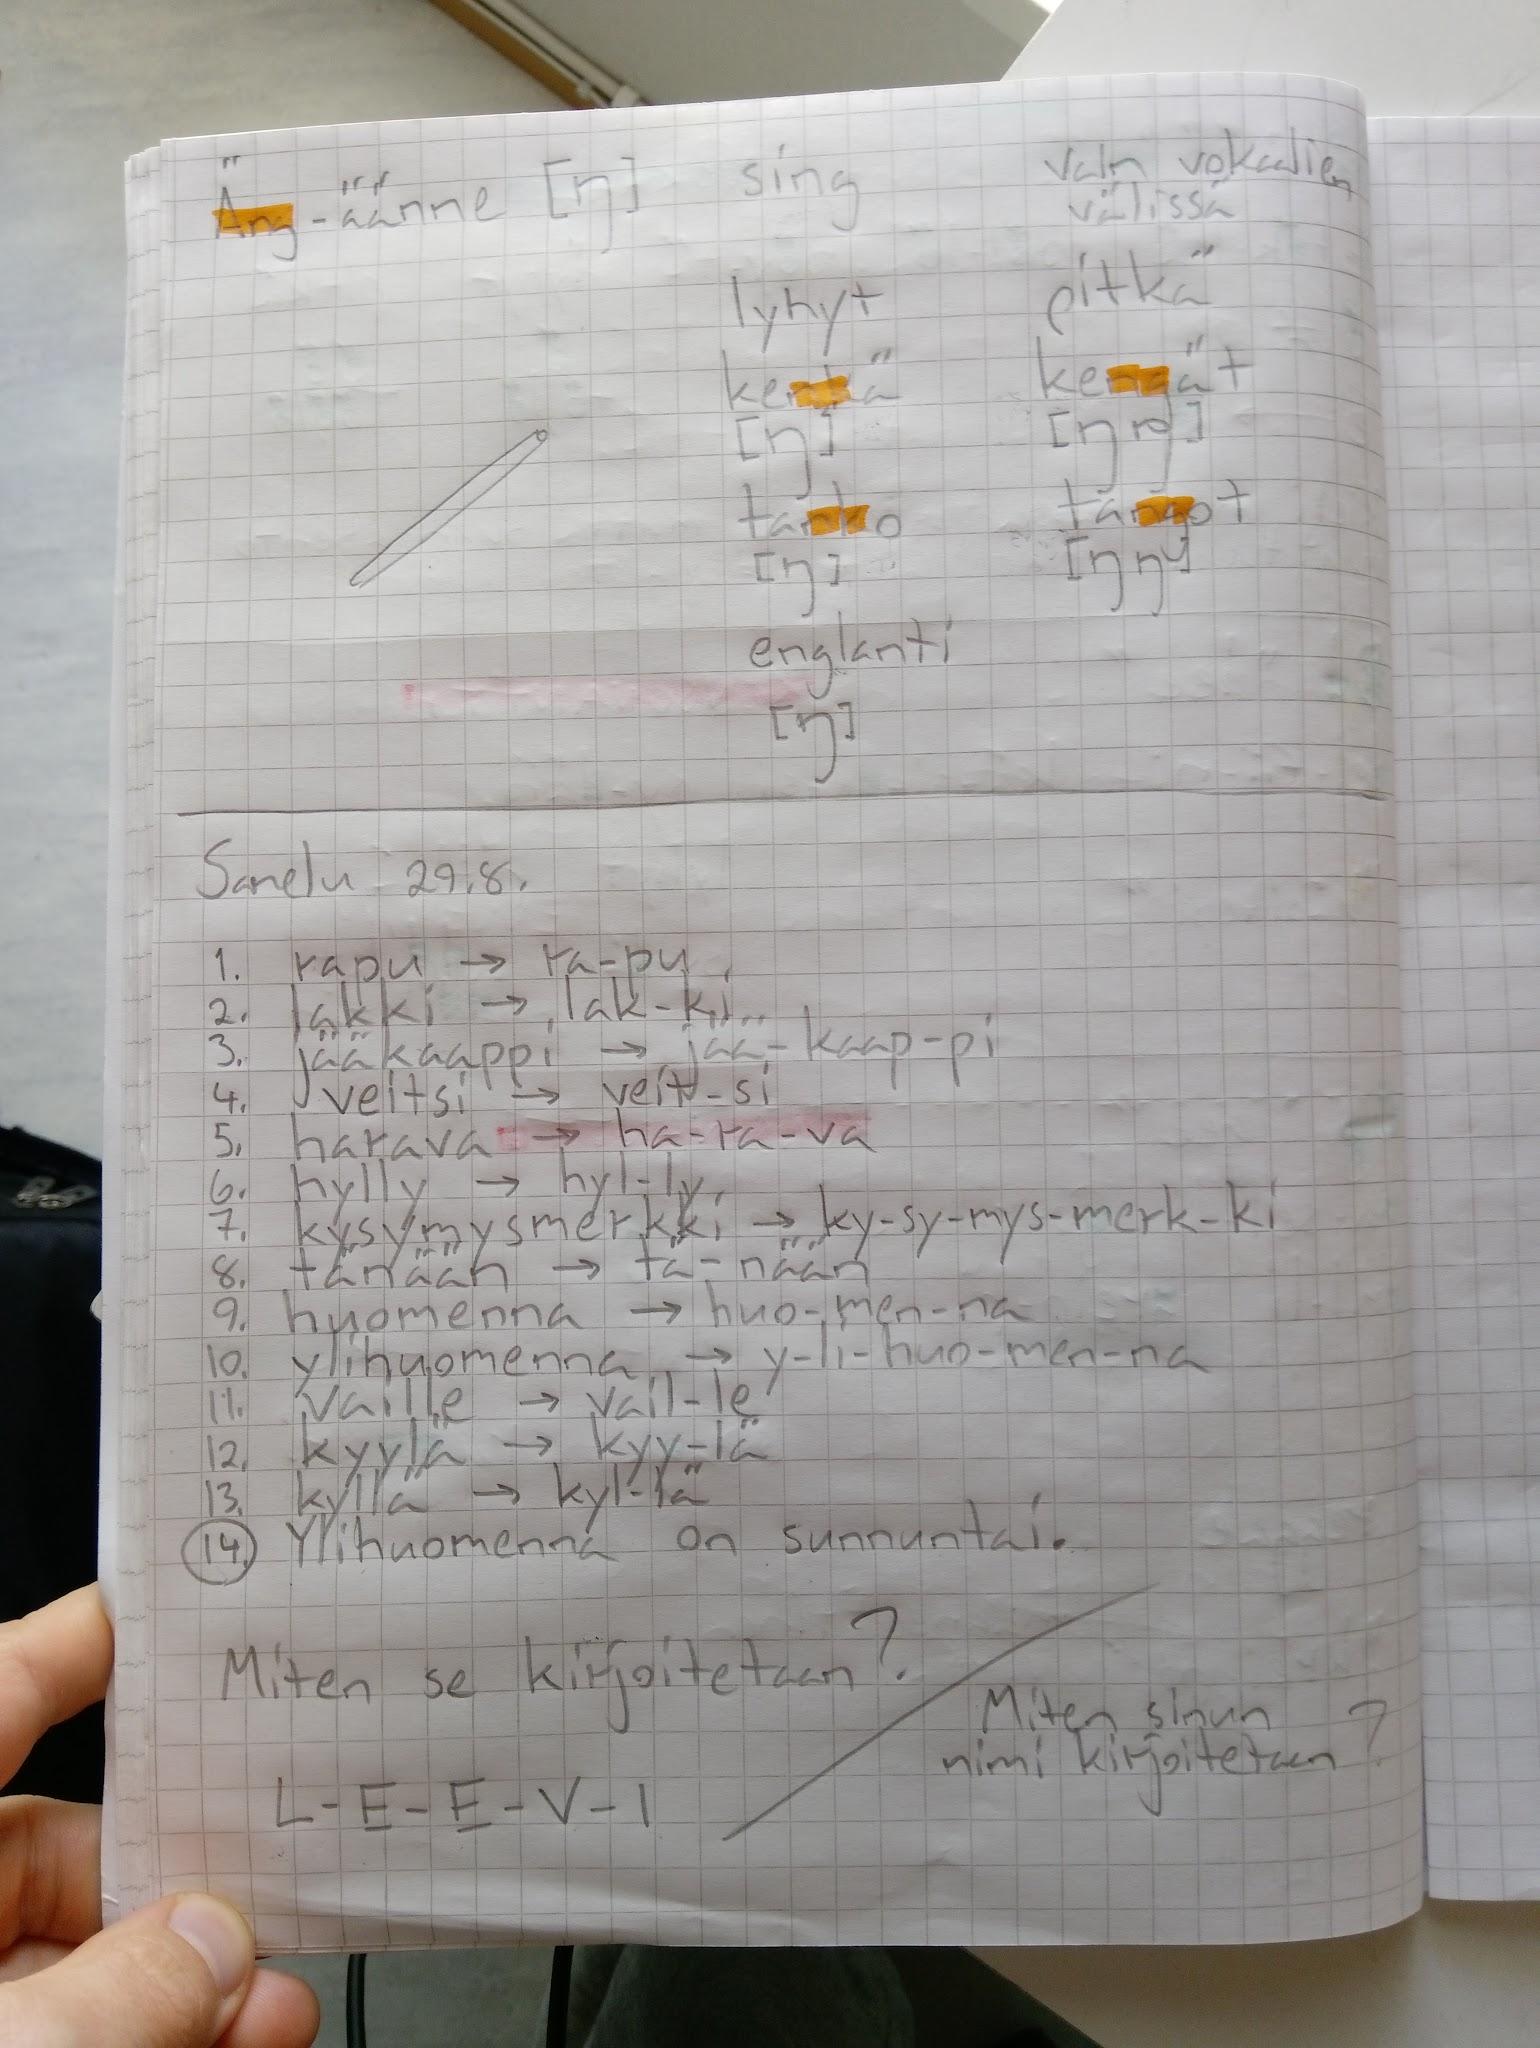 Äng-äänne [ŋ] sing
vain vokaalien
välissä
lyhyt pitkä
kenkä kengät
[ŋ] [ŋŋ]
tanko tangot
[ŋ] [ŋŋ]
englanti
[ŋ]
Sanelu 29.8.
1. rapu → ra-pu
2. lakki → lak-ki
3. jääkaappi → jää-kaap-pi
4. veitsi → veit-si
5. harava → ha-ra-va
6. hylly → hyl-ly
7. kysymysmerkki → ky-sy-mys-merk-ki
8. tänään → tä-nään
9. huomenna → huo-men-na
10. ylihuomenna → y-li-huo-men-na
11. vaille → vail-le
12. kyylä → kyy-lä
13. kyllä → kyl-lä
14. Ylihuomenna on sunnuntai.
Miten se kirjoitetaan?
Miten sinun
nimi kirjoitetaan?
L-E-E-V-I